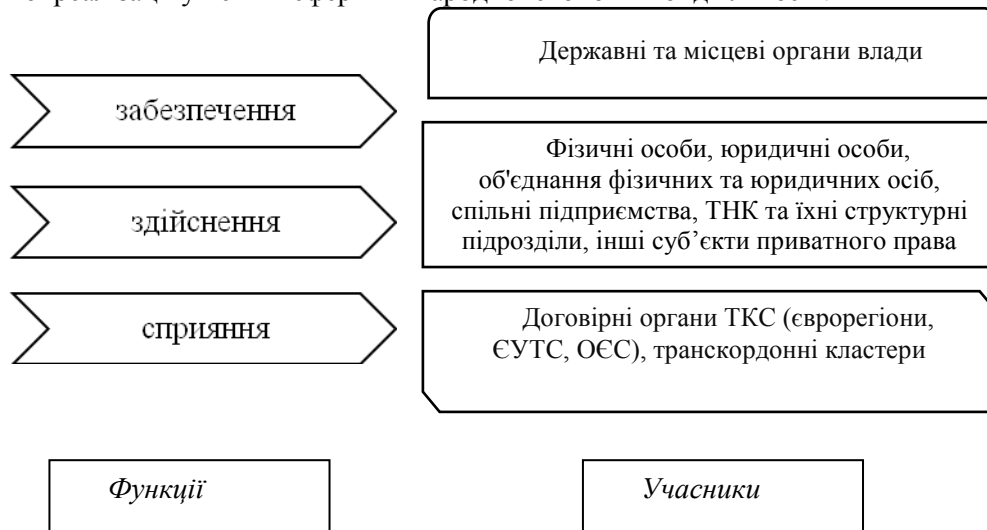 Державні та місцеві органи влади
забезпечення
Фізичні особи, юридичні особи,
об'єднання фізичних та юридичних осіб,
спільні підприємства, ТНК та їхні структурні
підрозділи, інші суб’єкти приватного права
здійснення
Договірні органи ТКС (єврорегіони,
ЄУТС, ОЄС), транскордонні кластери
сприяння
Функції
Учасники